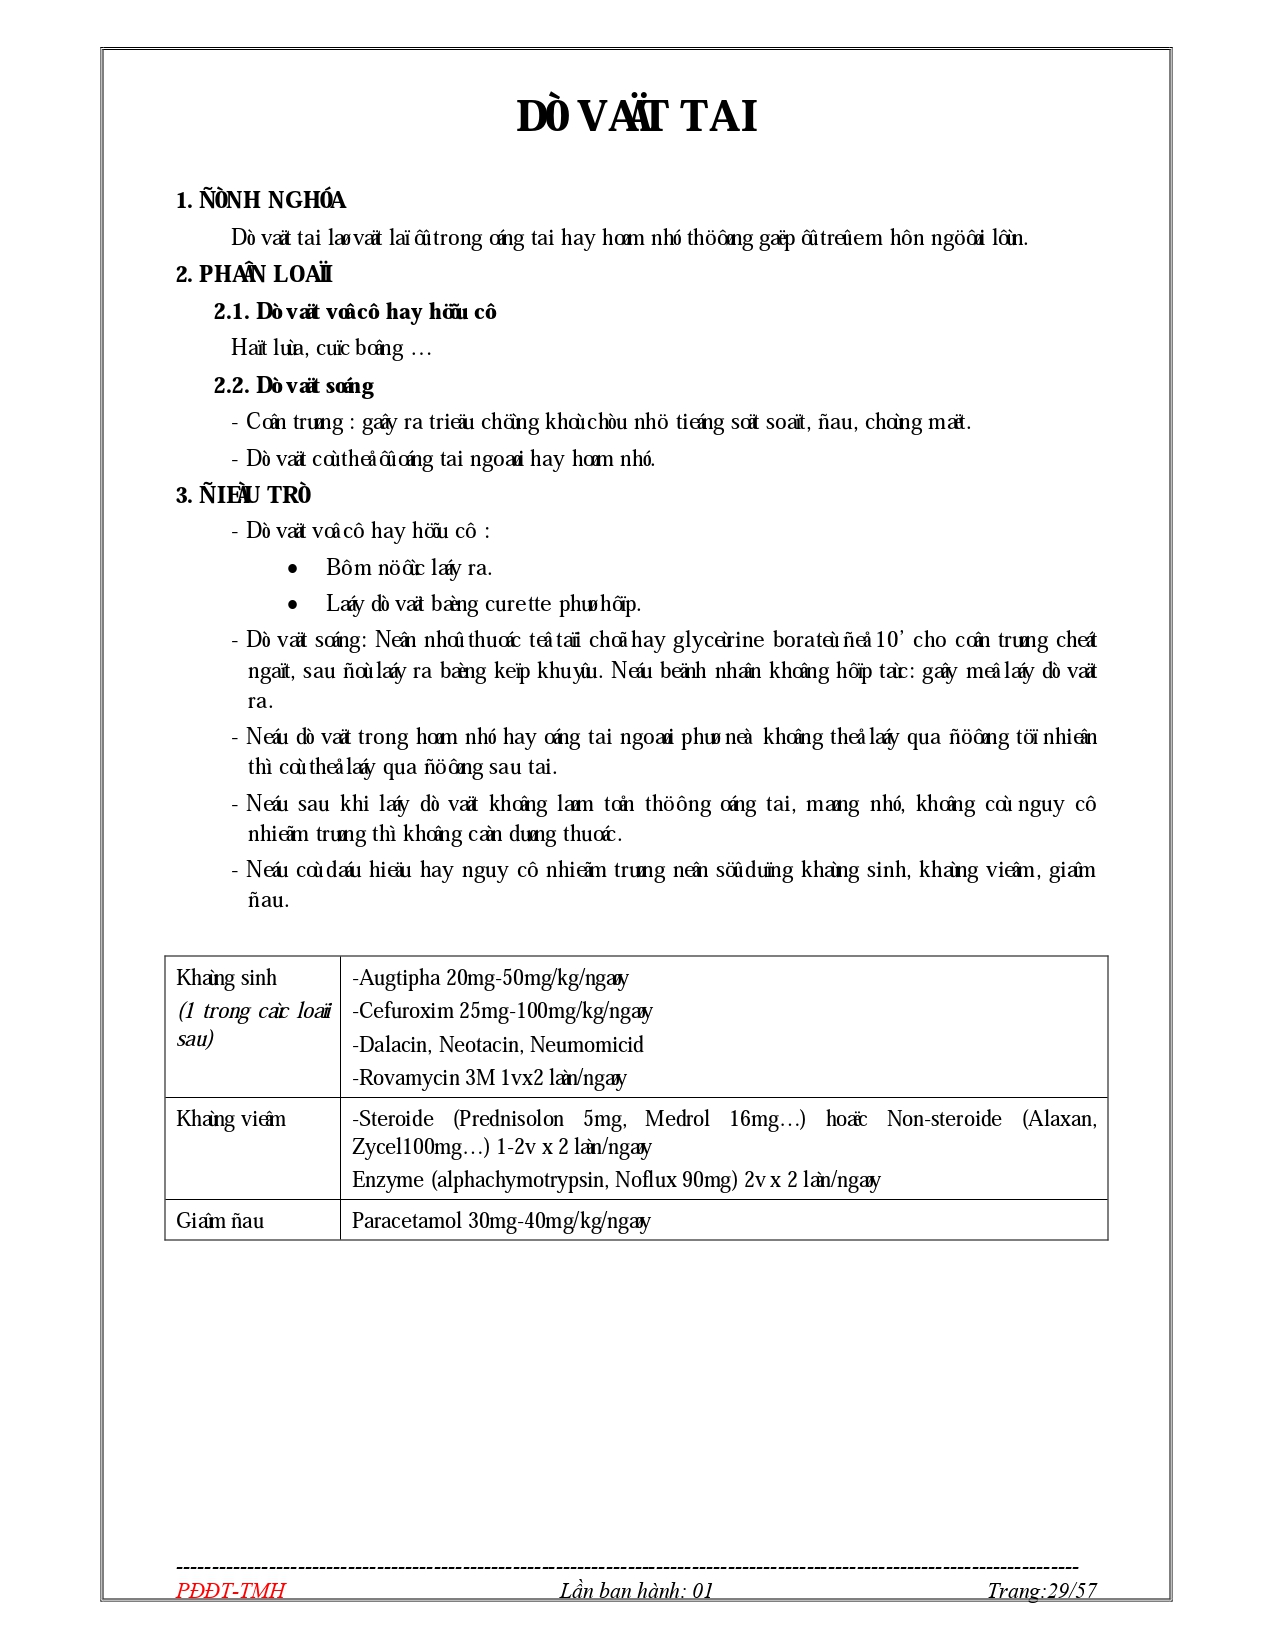 DÒ VAÄT TAI
1. ÑÒNH NGHÓA
Dò vaät tai laø vaät laï ôû trong oáng tai hay hoøm nhó thöôøng gaëp ôû treû em hôn ngöôøi lôùn.
2. PHAÂN LOAÏI
2.1. Dò vaät voâ cô hay höõu cô
Haït luùa, cuïc boâng …
2.2. Dò vaät soáng
- Coân truøng : gaây ra trieäu chöùng khoù chòu nhö tieáng soät soaït, ñau, choùng maët.
- Dò vaät coù theå ôû oáng tai ngoaøi hay hoøm nhó.
3. ÑIEÀU TRÒ
- Dò vaät voâ cô hay höõu cô :
• Bôm nöôùc laáy ra.
• Laáy dò vaät baèng curette phuø hôïp.
- Dò vaät soáng: Neân nhoû thuoác teâ taïi choã hay glyceùrine borateù ñeå 10’ cho coân truøng cheát
ngaït, sau ñoù laáy ra baèng keïp khuyûu. Neáu beänh nhaân khoâng hôïp taùc: gaây meâ laáy dò vaät
ra.
- Neáu dò vaät trong hoøm nhó hay oáng tai ngoaøi phuø neà khoâng theå laáy qua ñöôøng töï nhieân
thì coù theå laáy qua ñöôøng sau tai.
- Neáu sau khi laáy dò vaät khoâng laøm toån thöông oáng tai, maøng nhó, khoâng coù nguy cô
nhieãm truøng thì khoâng caàn duøng thuoác.
- Neáu coù daáu hieäu hay nguy cô nhieãm truøng neân söû duïng khaùng sinh, khaùng vieâm, giaûm
ñau.
Khaùng sinh
(1 trong caùc loaïi
sau)
-Augtipha 20mg-50mg/kg/ngaøy
-Cefuroxim 25mg-100mg/kg/ngaøy
-Dalacin, Neotacin, Neumomicid
-Rovamycin 3M 1vx2 laàn/ngaøy
Khaùng vieâm
-Steroide (Prednisolon 5mg, Medrol 16mg…) hoaëc Non-steroide (Alaxan,
Zycel100mg…) 1-2v x 2 laàn/ngaøy
Enzyme (alphachymotrypsin, Noflux 90mg) 2v x 2 laàn/ngaøy
Giaûm ñau
Paracetamol 30mg-40mg/kg/ngaøy
PĐĐT-TMH Lần ban hành: 01 Trang:29/57